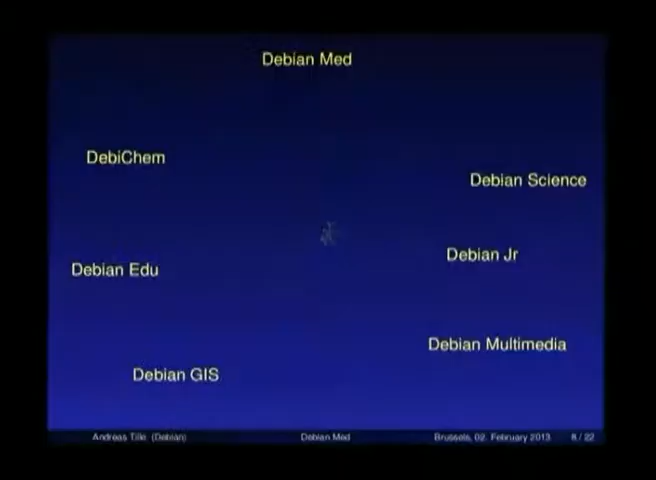 Debian Med
DebiChem
Debian Science
Debian Jr
Debian Edu
Debian Multimedia
Debian GIS
Andreas Tille (Debian) Debian Med Brussels, 02. February 2013 8 / 22